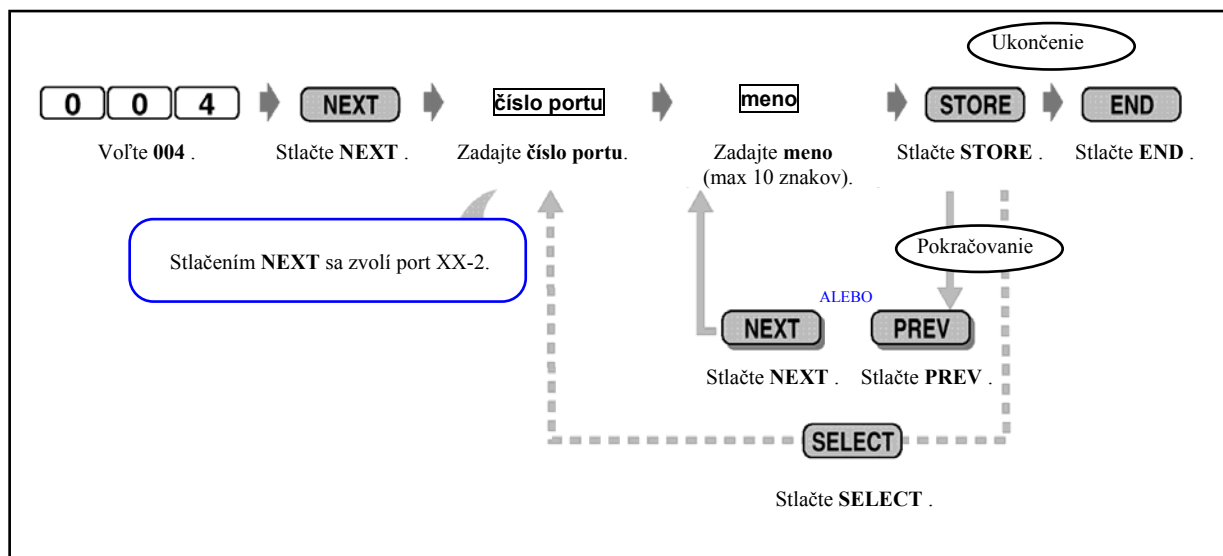 Ukončenie
0 0 4 NEXT číslo portu meno STORE END
Voľte 004 . Stlačte NEXT . Zadajte číslo portu. Zadajte meno Stlačte STORE . Stlačte END .
(max 10 znakov).
Stlačením NEXT sa zvolí port XX-2.
Pokračovanie
ALEBO
NEXT PREV
Stlačte NEXT . Stlačte PREV .
SELECT
Stlačte SELECT .